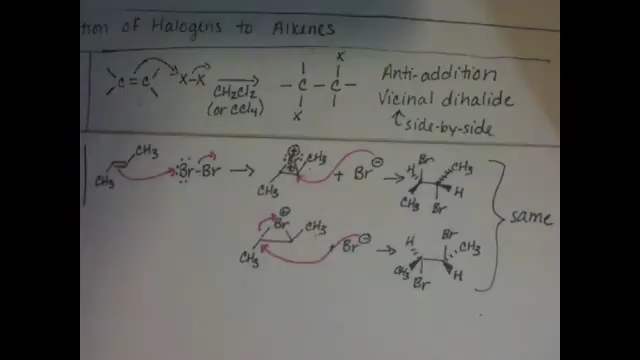 tion of Halogens to Alkenes
C=C X-X CH2Cl2 (or CCl4)
X
-C-C-
X
Anti-addition
Vicinal dihalide
↑side-by-side
CH3 CH3 :Br-Br → CH3 CH3 + Br⊖ → Br H CH3 CH3 Br H
same
Br⊕ CH3 CH3 + Br⊖ → H Br CH3 CH3 Br H